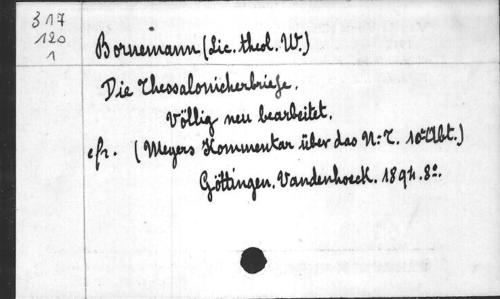 317
120
1
Bornemann (Lic. theol. W.)
Die Thessalonicherbriefe.
Völlig neu bearbeitet.
cfr. (Meyers Kommentar über das N.T. 10te Abt.)
Göttingen. Vandenhoeck. 1894. 8o.